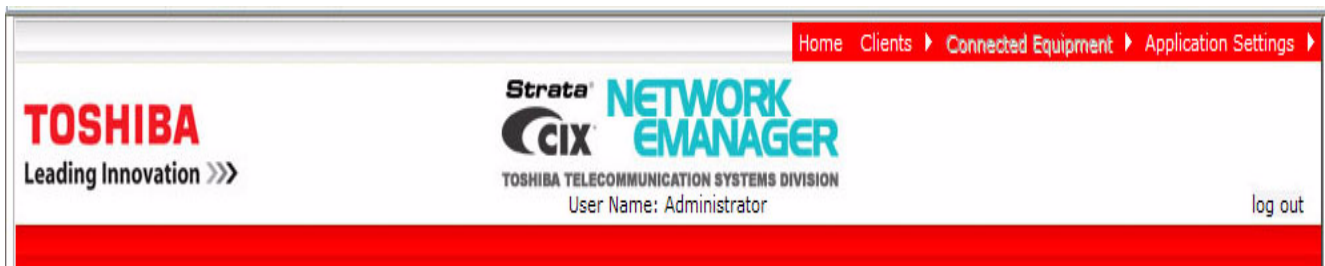 Home Clients Connected Equipment Application Settings
TOSHIBA
Leading Innovation >>>
Strata
CIX
NETWORK
EMANAGER
TOSHIBA TELECOMMUNICATION SYSTEMS DIVISION
User Name: Administrator
log out